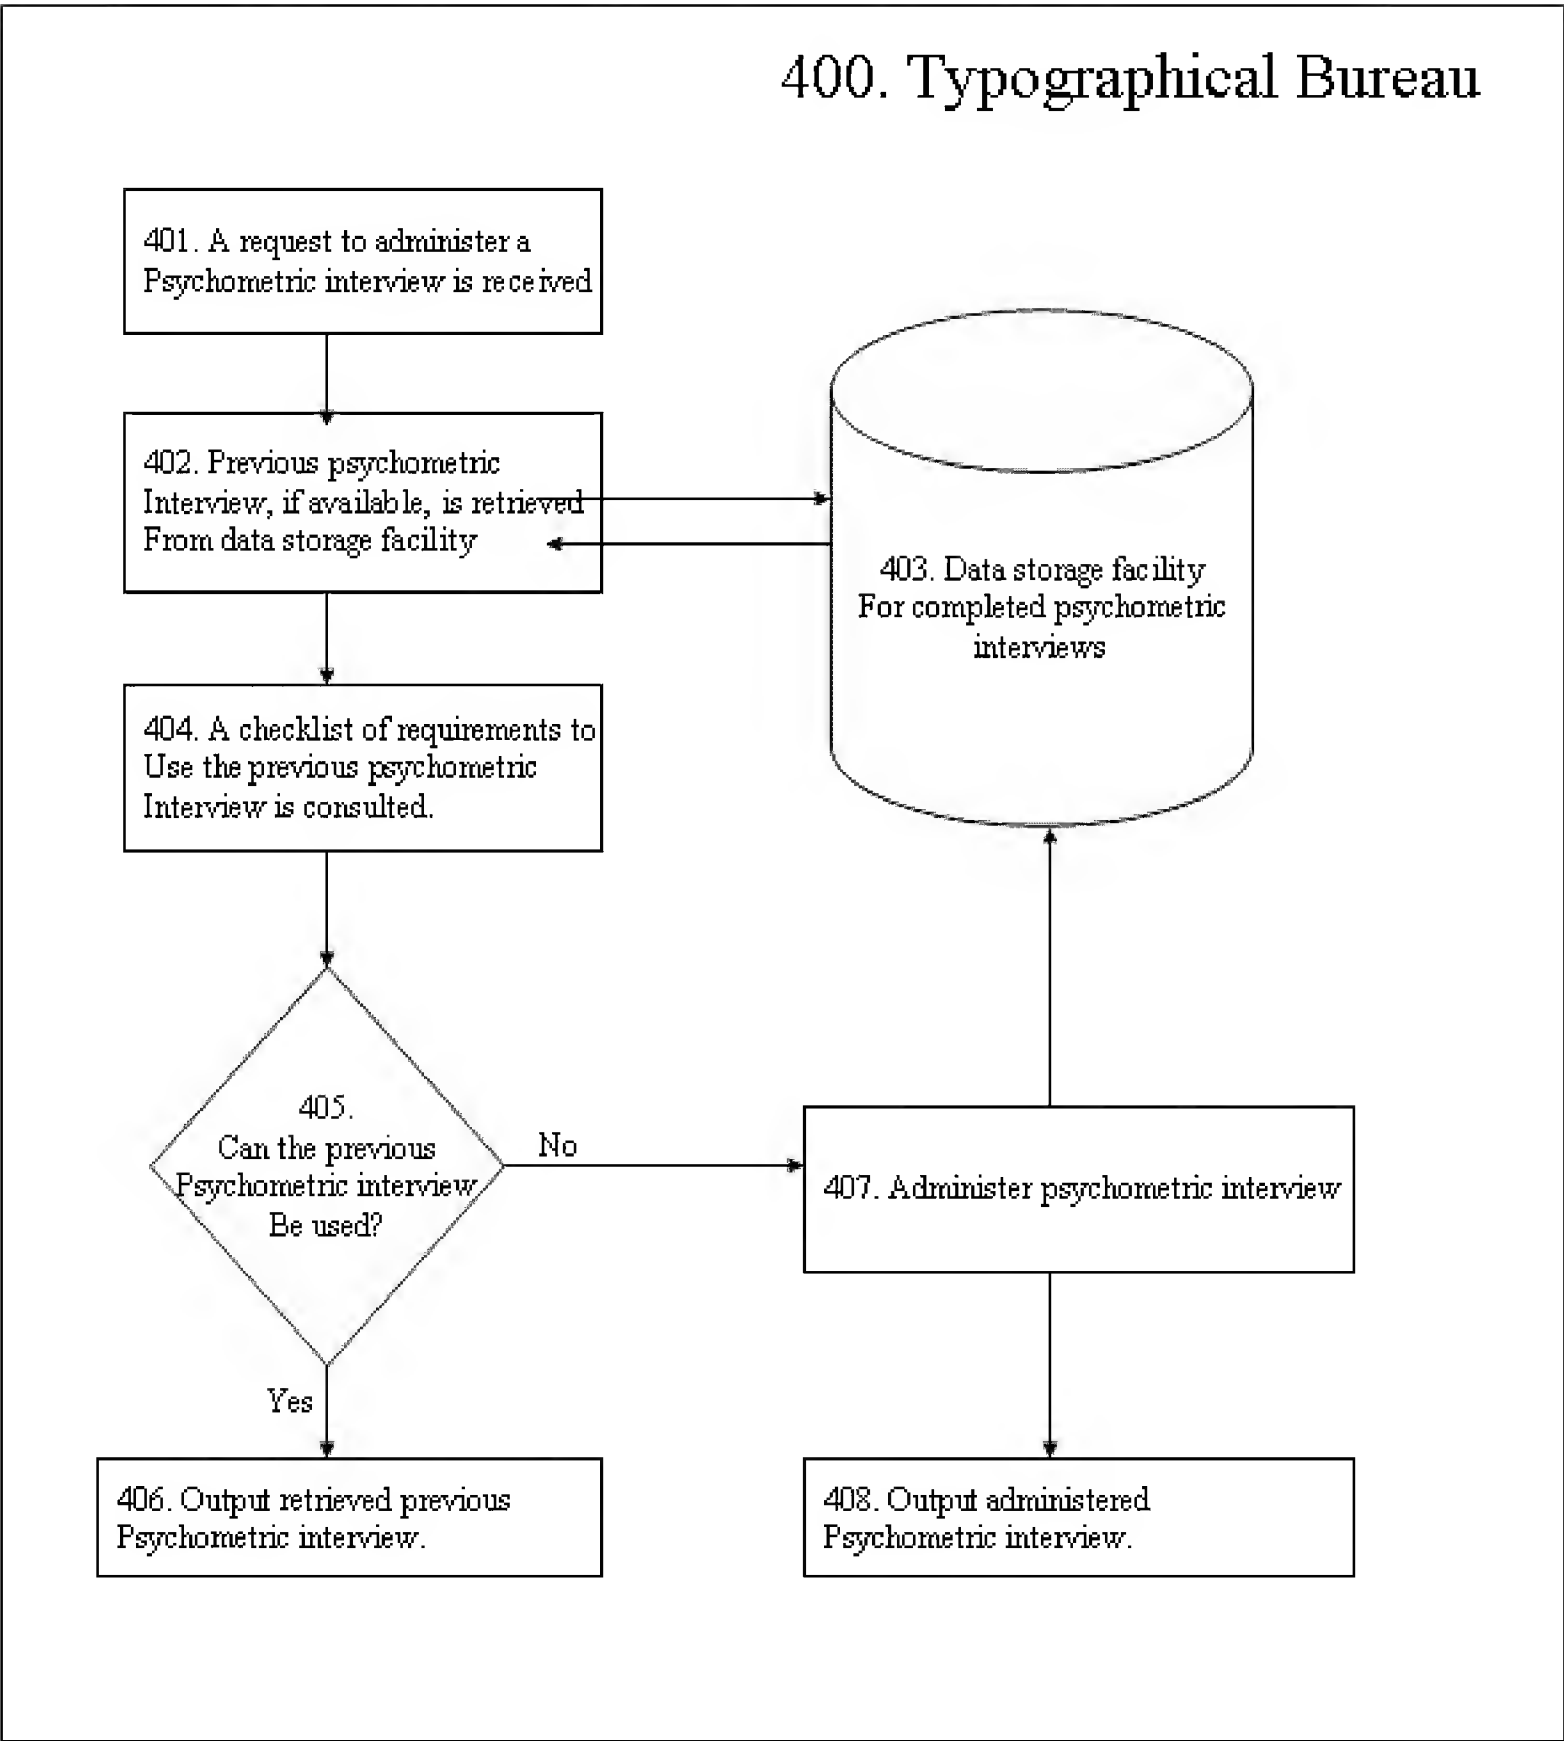 400. Typographical Bureau
401. A request to administer a
Psychometric interview is received
402. Previous psychometric
Interview, if available, is retrieved
From data storage facility
403. Data storage facility
For completed psychometric
interviews
404. A checklist of requirements to
Use the previous psychometric
Interview is consulted.
405.
Can the previous
Psychometric interview
Be used?
No
407. Administer psychometric interview
Yes
406. Output retrieved previous
Psychometric interview.
408. Output administered
Psychometric interview.